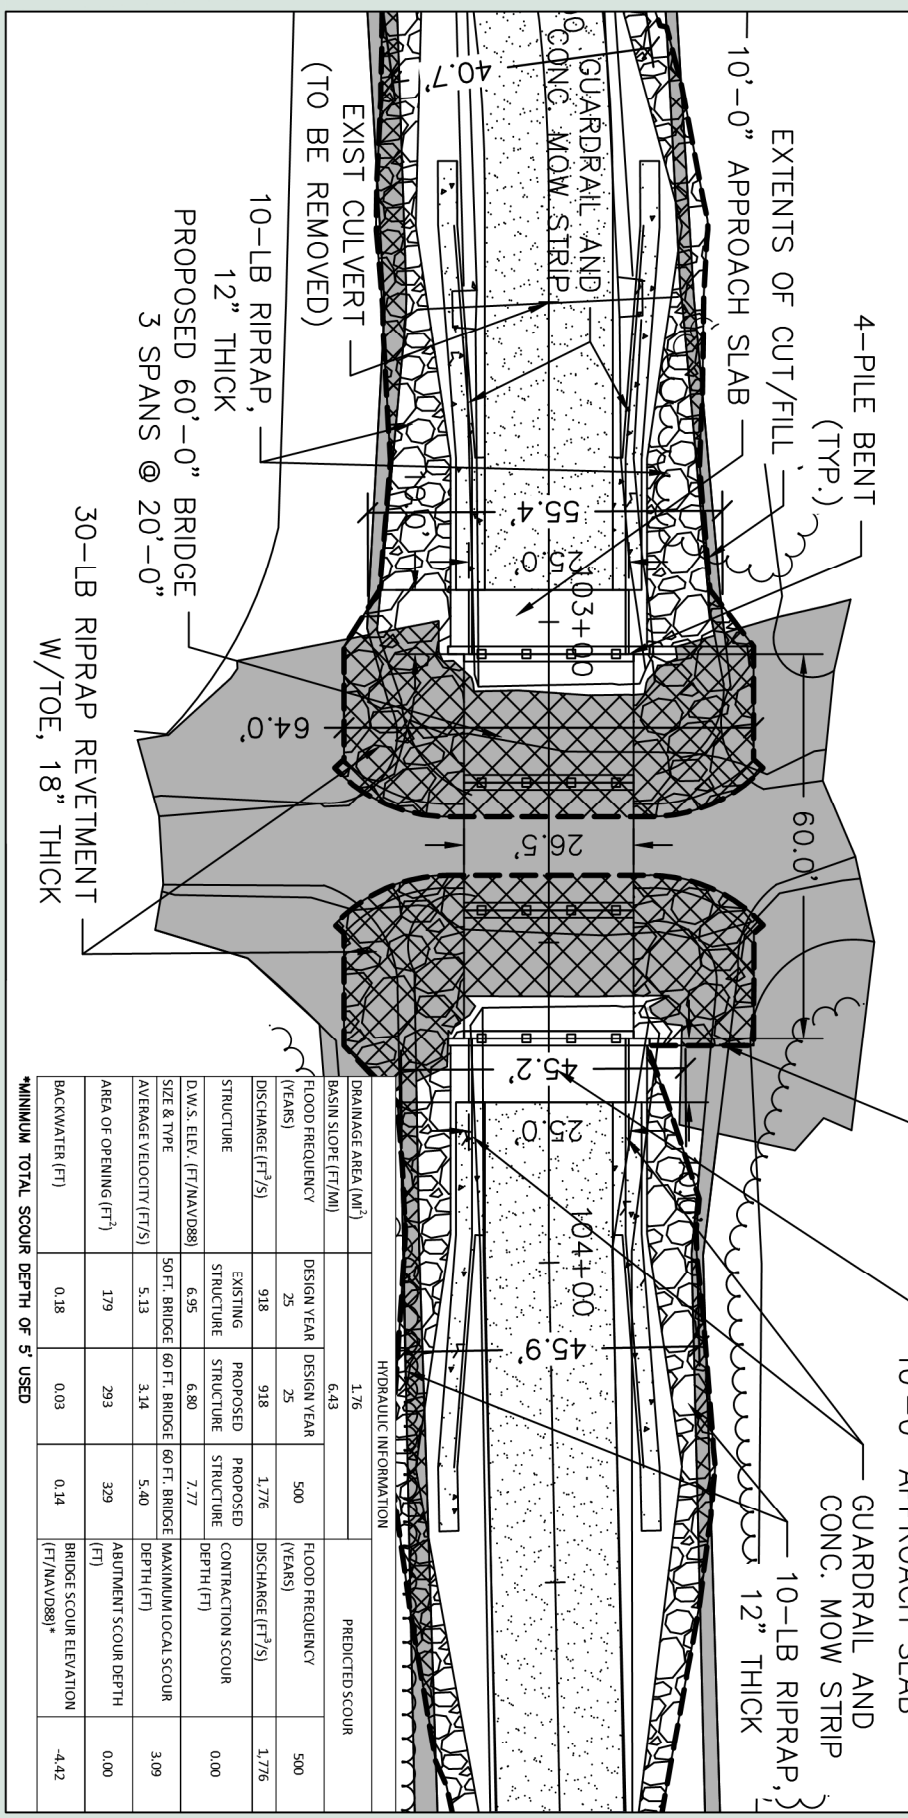 10'-0" APPROACH SLAB
EXTENTS OF CUT/FILL
4-PILE BENT
(TYP.)
GUARDRAIL AND
CONC. MOW STRIP
40.7'
EXIST CULVERT
(TO BE REMOVED)
10-LB RIPRAP,
12" THICK
PROPOSED 60'-0" BRIDGE
3 SPANS @ 20'-0"
30-LB RIPRAP REVETMENT
W/TOE, 18" THICK
55.4'
25.0'
103+00
64.0'
26.5'
60.0'
45.2'
25.0'
104+00
45.9'
10'-0" APPROACH SLAB
GUARDRAIL AND
CONC. MOW STRIP
10-LB RIPRAP,
12" THICK
HYDRAULIC INFORMATION
DRAINAGE AREA (MI²) 1.76
BASIN SLOPE (FT/MI) 6.43
FLOOD FREQUENCY (YEARS) DESIGN YEAR 25 DESIGN YEAR 25 500
DISCHARGE (FT³/S) 918 918 1,776
STRUCTURE EXISTING STRUCTURE PROPOSED STRUCTURE PROPOSED STRUCTURE
D.W.S. ELEV. (FT/NAVD88) 6.95 6.80 7.77
SIZE & TYPE 50 FT. BRIDGE 60 FT. BRIDGE 60 FT. BRIDGE
AVERAGE VELOCITY (FT/S) 5.13 3.14 5.40
AREA OF OPENING (FT²) 179 293 329
BACKWATER (FT) 0.18 0.03 0.14
PREDICTED SCOUR
FLOOD FREQUENCY (YEARS) 500
DISCHARGE (FT³/S) 1,776
CONTRACTION SCOUR DEPTH (FT) 0.00
MAXIMUM LOCAL SCOUR DEPTH (FT) 3.09
ABUTMENT SCOUR DEPTH (FT) 0.00
BRIDGE SCOUR ELEVATION (FT/NAVD88)* -4.42
*MINIMUM TOTAL SCOUR DEPTH OF 5' USED